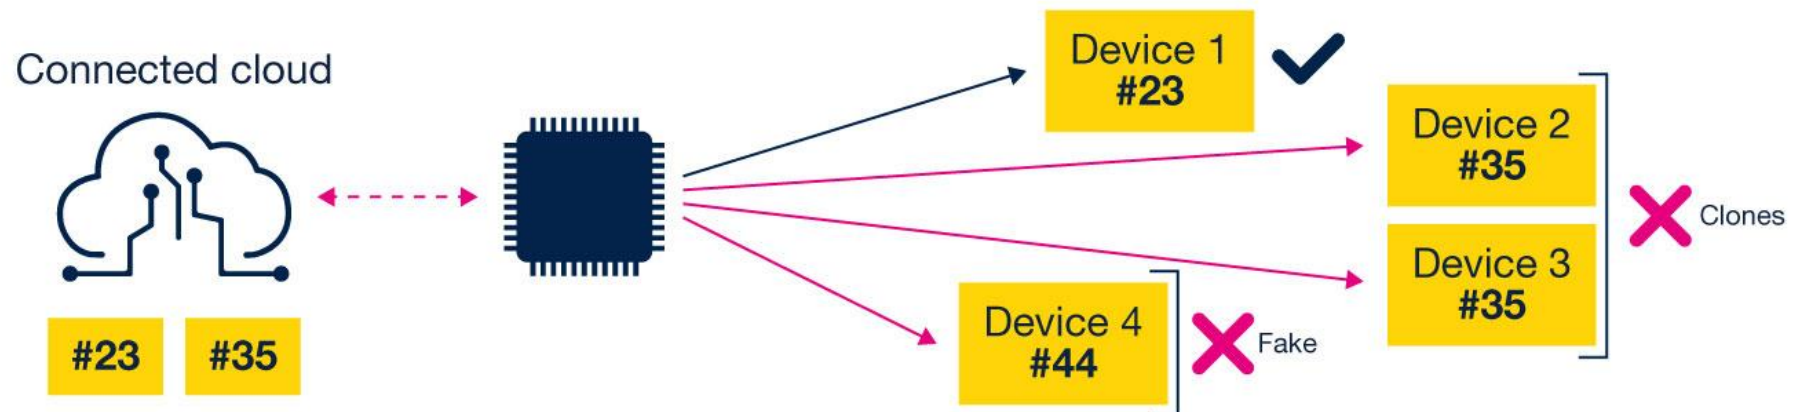 Connected cloud
#23
#35
Device 1
#23
Device 2
#35
Device 3
#35
Clones
Device 4
#44
Fake